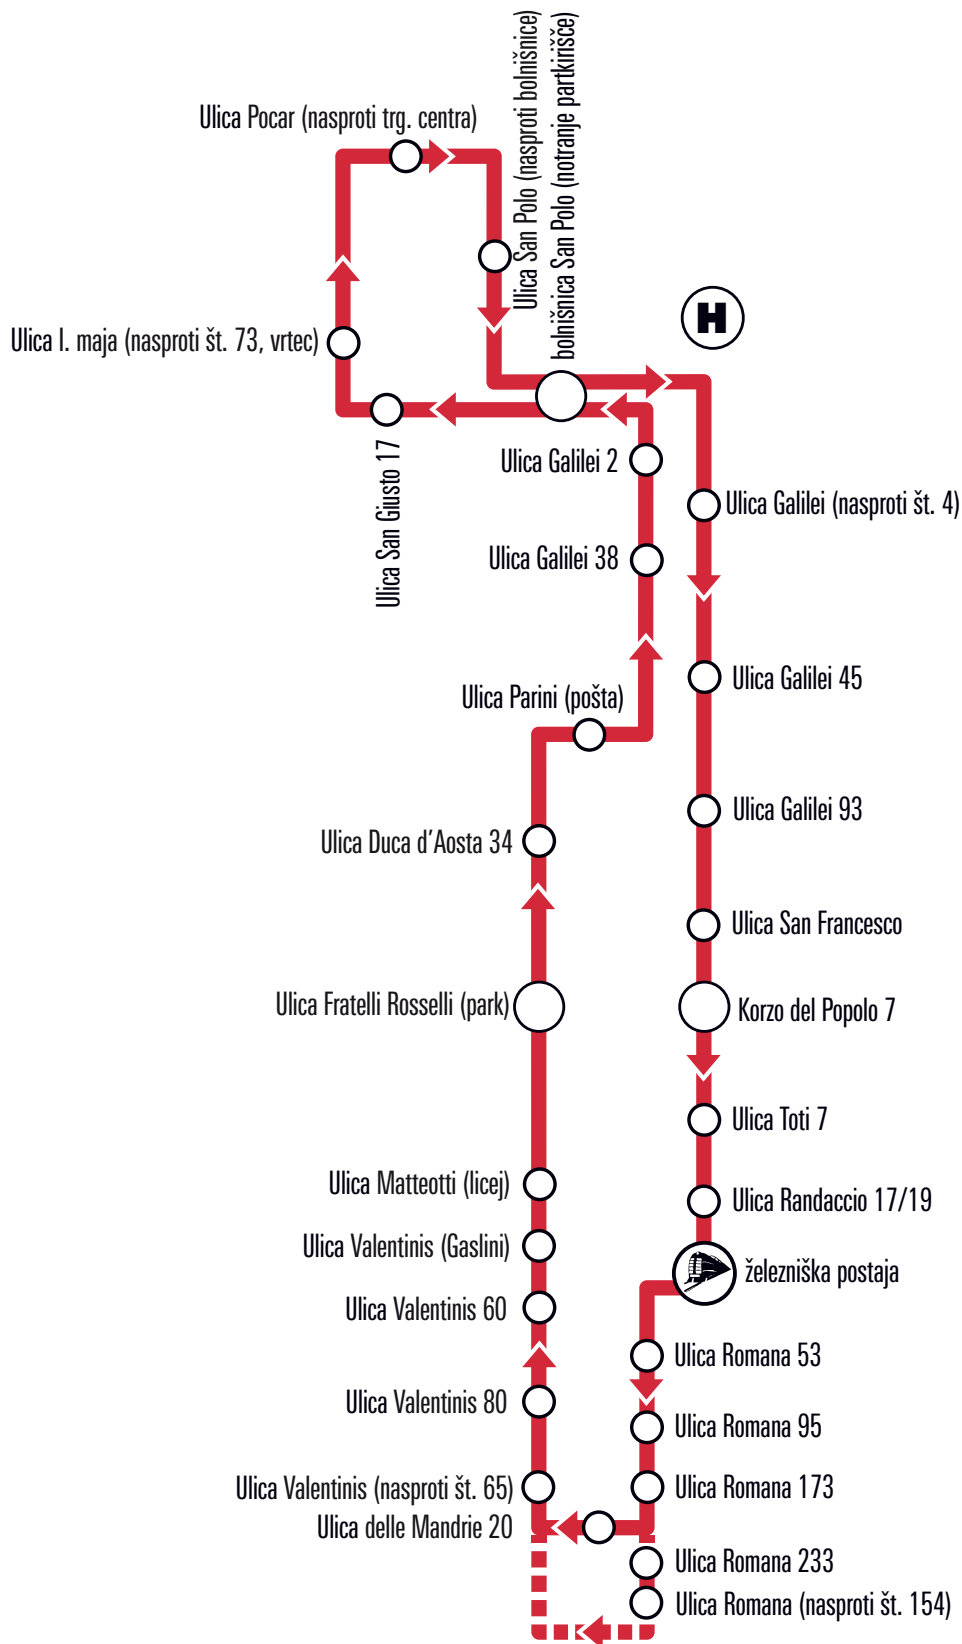 Ulica Pocar (nasproti trg. centra)
Ulica San Polo (nasproti bolnišnice)
bolnišnica San Polo (notranje partkirišče)
H
Ulica I. maja (nasproti št. 73, vrtec)
Ulica San Giusto 17
Ulica Galilei 2
Ulica Galilei (nasproti št. 4)
Ulica Galilei 38
Ulica Galilei 45
Ulica Parini (pošta)
Ulica Galilei 93
Ulica Duca d'Aosta 34
Ulica San Francesco
Ulica Fratelli Rosselli (park)
Korzo del Popolo 7
Ulica Toti 7
Ulica Matteotti (licej)
Ulica Randaccio 17/19
Ulica Valentinis (Gaslini)
železniška postaja
Ulica Valentinis 60
Ulica Romana 53
Ulica Valentinis 80
Ulica Romana 95
Ulica Valentinis (nasproti št. 65)
Ulica Romana 173
Ulica delle Mandrie 20
Ulica Romana 233
Ulica Romana (nasproti št. 154)